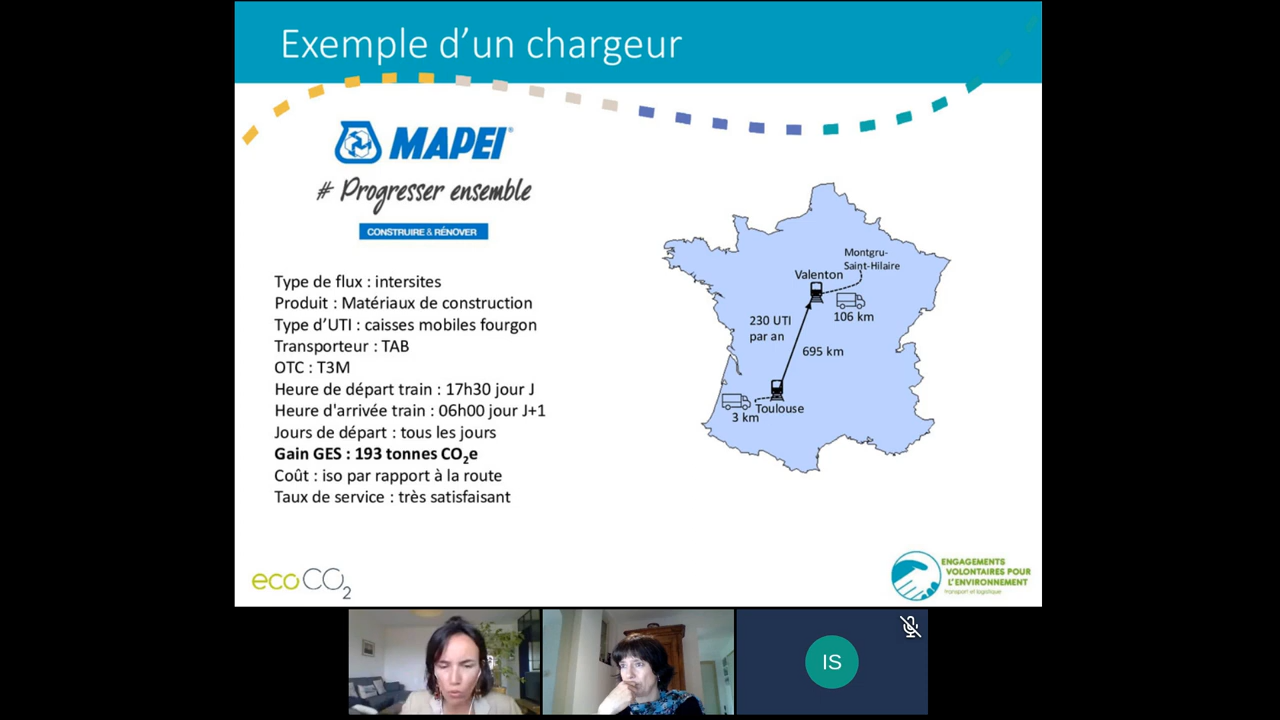 Exemple d'un chargeur
MAPEI®
# Progresser ensemble
CONSTRUIRE & RÉNOVER
Type de flux : intersites
Produit : Matériaux de construction
Type d'UTI : caisses mobiles fourgon
Transporteur : TAB
OTC : T3M
Heure de départ train : 17h30 jour J
Heure d'arrivée train : 06h00 jour J+1
Jours de départ : tous les jours
Gain GES : 193 tonnes CO₂e
Coût : iso par rapport à la route
Taux de service : très satisfaisant
Montgru-
Saint-Hilaire
Valenton
106 km
230 UTI
par an
695 km
Toulouse
3 km
ecoCO₂
ENGAGEMENTS
VOLONTAIRES POUR
L'ENVIRONNEMENT
transport et logistique
IS